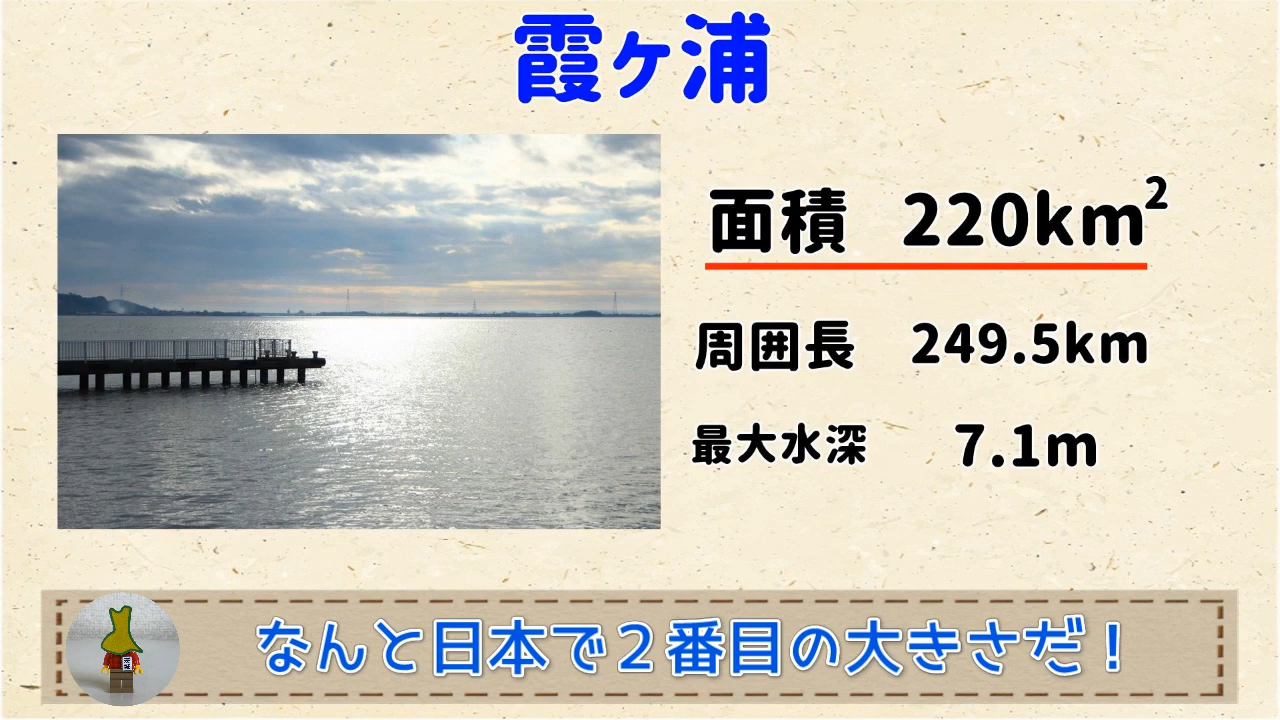 霞ヶ浦
面積 220km²
周囲長 249.5km
最大水深 7.1m
なんと日本で２番目の大きさだ！